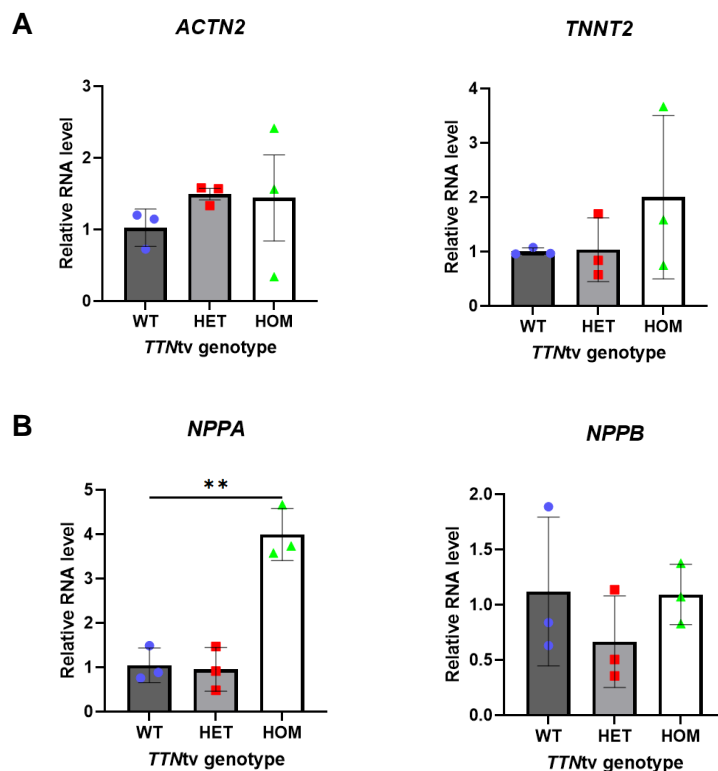 A
ACTN2
TNNT2
Relative RNA level
3
2
1
0
WT HET HOM
TTNtv genotype
Relative RNA level
4
3
2
1
0
WT HET HOM
TTNtv genotype
B
NPPA
NPPB
Relative RNA level
5
4
3
2
1
0
**
WT HET HOM
TTNtv genotype
Relative RNA level
2.0
1.5
1.0
0.5
0.0
WT HET HOM
TTNtv genotype